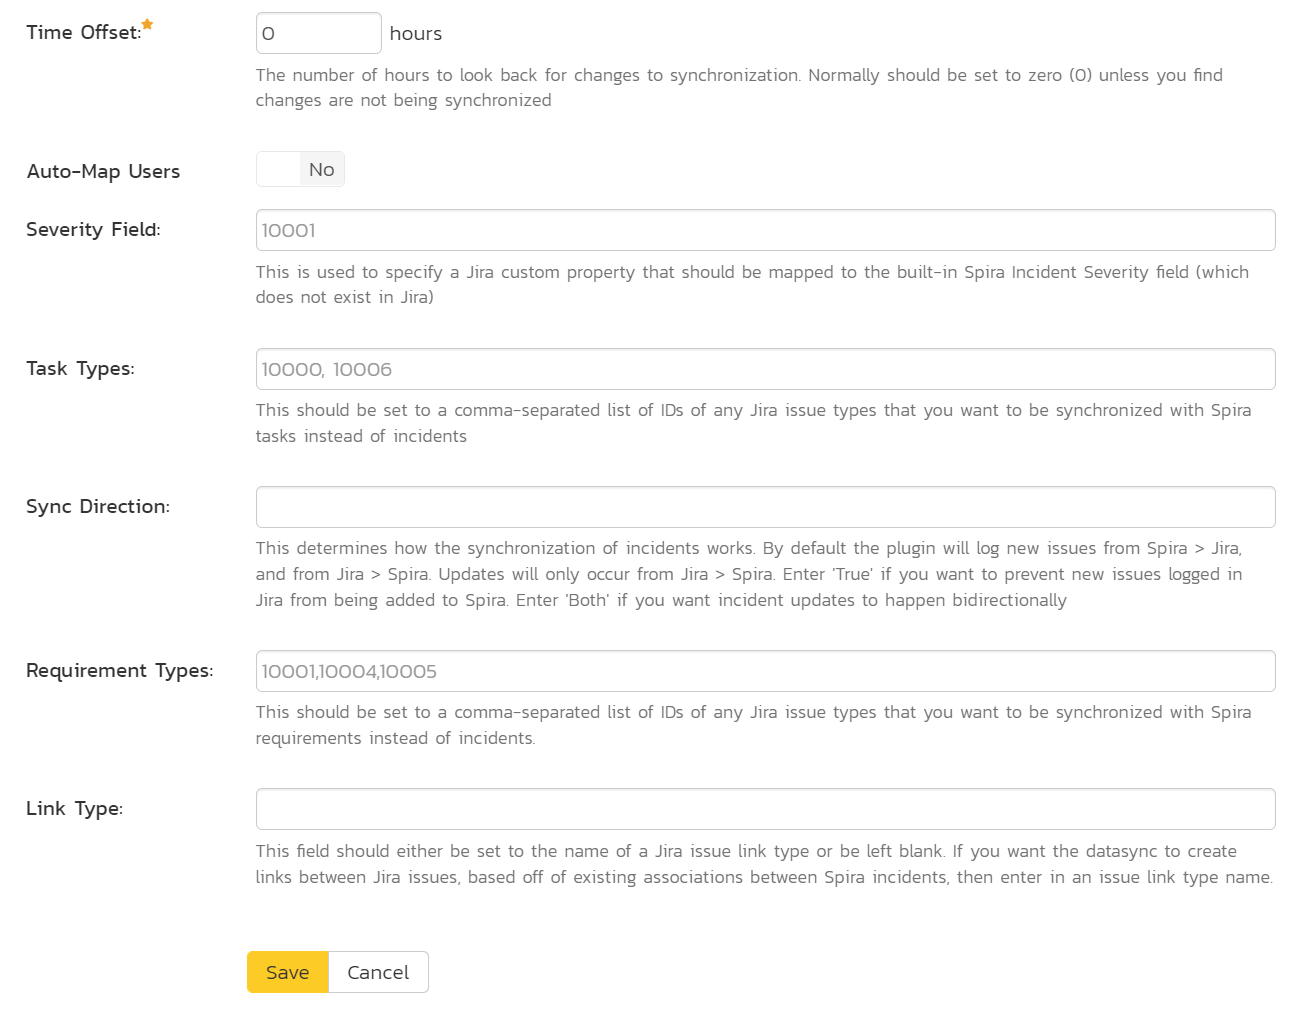 Time Offset:
0 hours
The number of hours to look back for changes to synchronization. Normally should be set to zero (0) unless you find
changes are not being synchronized
Auto-Map Users
No
Severity Field:
10001
This is used to specify a Jira custom property that should be mapped to the built-in Spira Incident Severity field (which
does not exist in Jira)
Task Types:
10000, 10006
This should be set to a comma-separated list of IDs of any Jira issue types that you want to be synchronized with Spira
tasks instead of incidents
Sync Direction:
This determines how the synchronization of incidents works. By default the plugin will log new issues from Spira > Jira,
and from Jira > Spira. Updates will only occur from Jira > Spira. Enter 'True' if you want to prevent new issues logged in
Jira from being added to Spira. Enter 'Both' if you want incident updates to happen bidirectionally
Requirement Types:
10001,10004,10005
This should be set to a comma-separated list of IDs of any Jira issue types that you want to be synchronized with Spira
requirements instead of incidents.
Link Type:
This field should either be set to the name of a Jira issue link type or be left blank. If you want the datasync to create
links between Jira issues, based off of existing associations between Spira incidents, then enter in an issue link type name.
Save Cancel